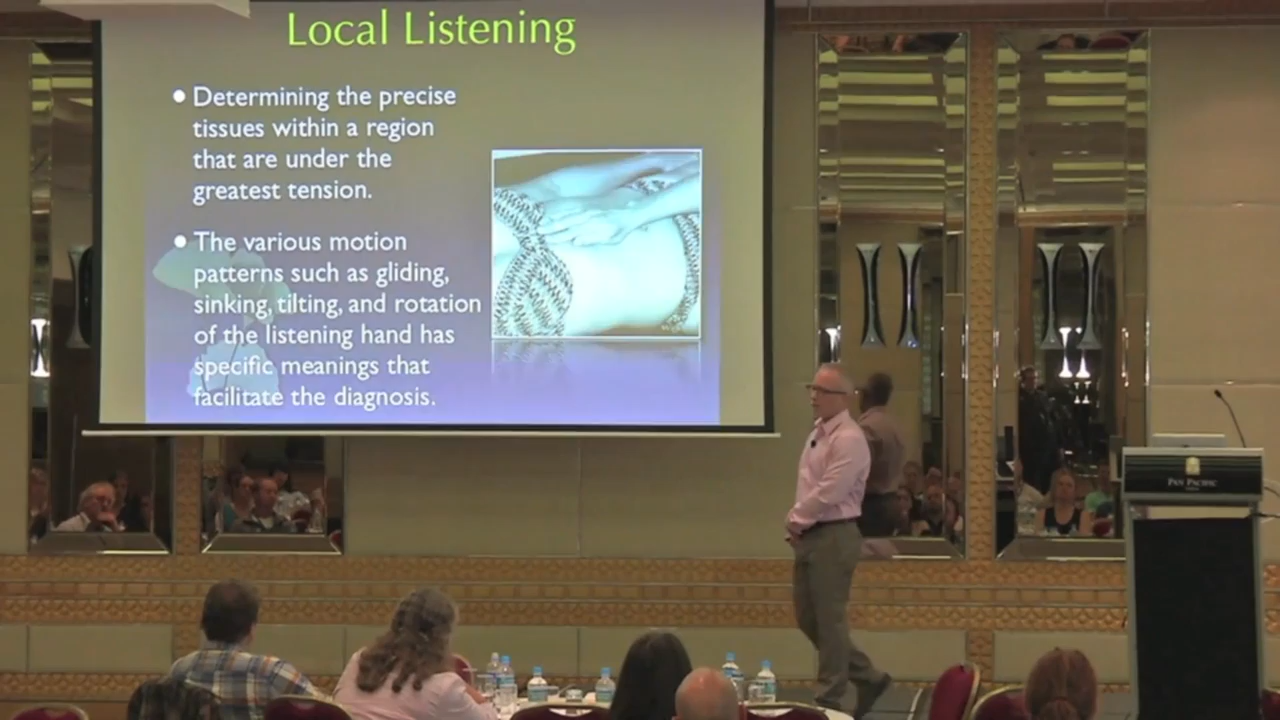 Local Listening
• Determining the precise
tissues within a region
that are under the
greatest tension.
• The various motion
patterns such as gliding,
sinking, tilting, and rotation
of the listening hand has
specific meanings that
facilitate the diagnosis.
PAN PACIFIC